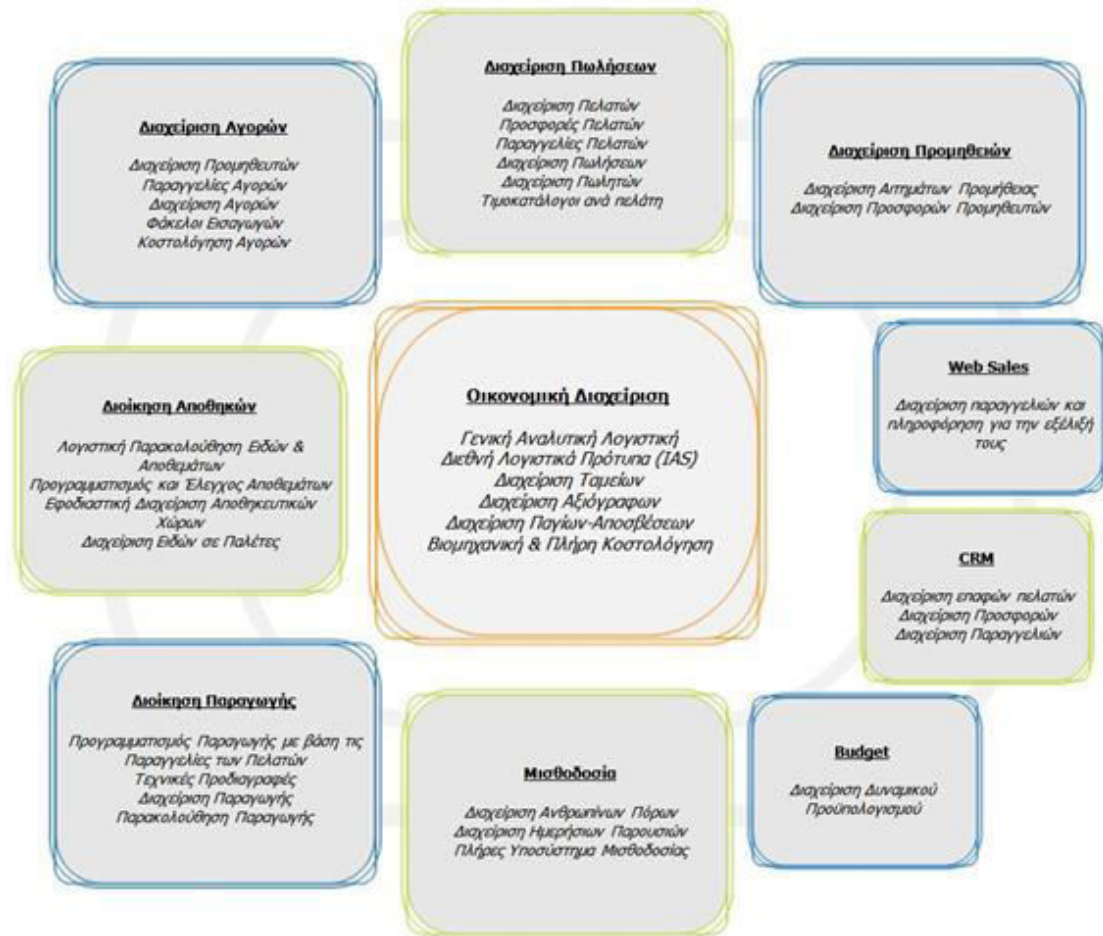 Διαχείριση Πωλήσεων
Διαχείριση Πελατών
Προσφορές Πελατών
Παραγγελίες Πελατών
Διαχείριση Πωλήσεων
Διαχείριση Πωλητών
Τιμοκατάλογοι ανά πελάτη
Διαχείριση Αγορών
Διαχείριση Προμηθευτών
Παραγγελίες Αγορών
Διαχείριση Αγορών
Φάκελοι Εισαγωγών
Κοστολόγηση Αγορών
Διαχείριση Προμηθειών
Διαχείριση Αιτημάτων Προμήθειας
Διαχείριση Προσφορών Προμηθευτών
Διοίκηση Αποθηκών
Λογιστική Παρακολούθηση Ειδών &
Αποθεμάτων
Προγραμματισμός και Έλεγχος Αποθεμάτων
Εφοδιαστική Διαχείριση Αποθηκευτικών
Χώρων
Διαχείριση Ειδών σε Παλέτες
Οικονομική Διαχείριση
Γενική Αναλυτική Λογιστική
Διεθνή Λογιστικά Πρότυπα (IAS)
Διαχείριση Ταμείων
Διαχείριση Αξιόγραφων
Διαχείριση Παγίων-Αποσβέσεων
Βιομηχανική & Πλήρη Κοστολόγηση
Web Sales
Διαχείριση παραγγελιών και
πληροφόρηση για την εξέλιξή
τους
CRM
Διαχείριση επαφών πελατών
Διαχείριση Προσφορών
Διαχείριση Παραγγελιών
Διοίκηση Παραγωγής
Προγραμματισμός Παραγωγής με βάση τις
Παραγγελίες των Πελατών
Τεχνικές Προδιαγραφές
Διαχείριση Παραγωγής
Παρακολούθηση Παραγωγής
Μισθοδοσία
Διαχείριση Ανθρωπίνων Πόρων
Διαχείριση Ημερήσιων Παρουσιών
Πλήρες Υποσύστημα Μισθοδοσίας
Budget
Διαχείριση Δυναμικού
Προϋπολογισμού